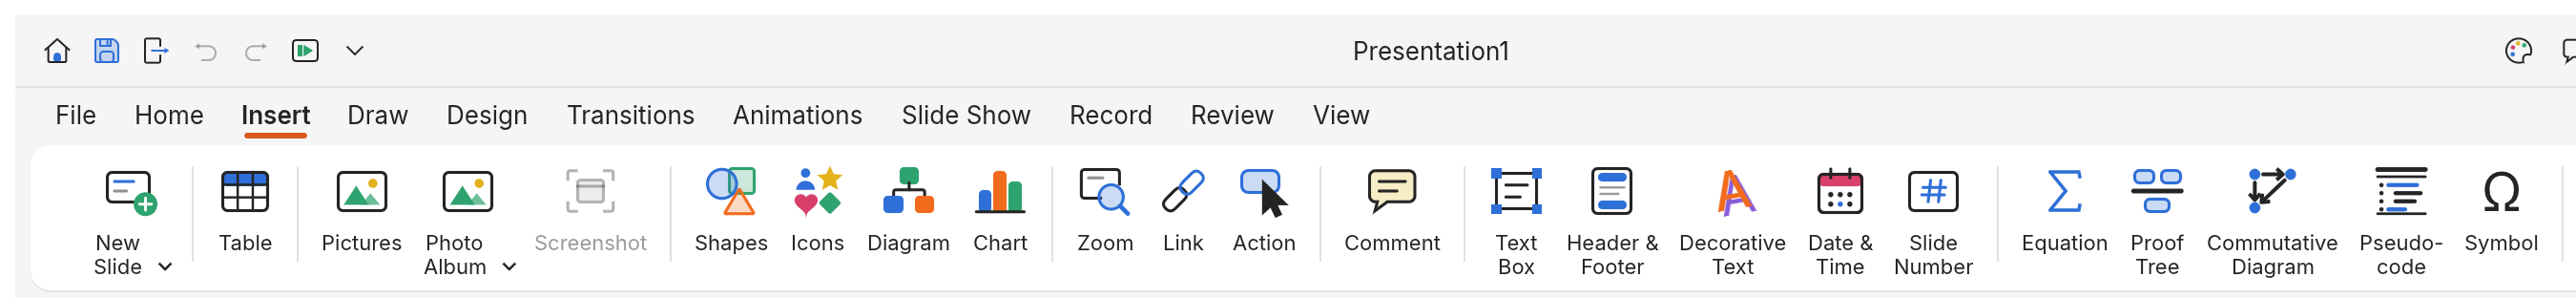 Presentation1
File Home Insert Draw Design Transitions Animations Slide Show Record Review View
New Slide
Table
Pictures
Photo Album
Screenshot
Shapes
Icons
Diagram
Chart
Zoom
Link
Action
Comment
Text Box
Header & Footer
Decorative Text
Date & Time
Slide Number
Equation
Proof Tree
Commutative Diagram
Pseudo-
code
Symbol